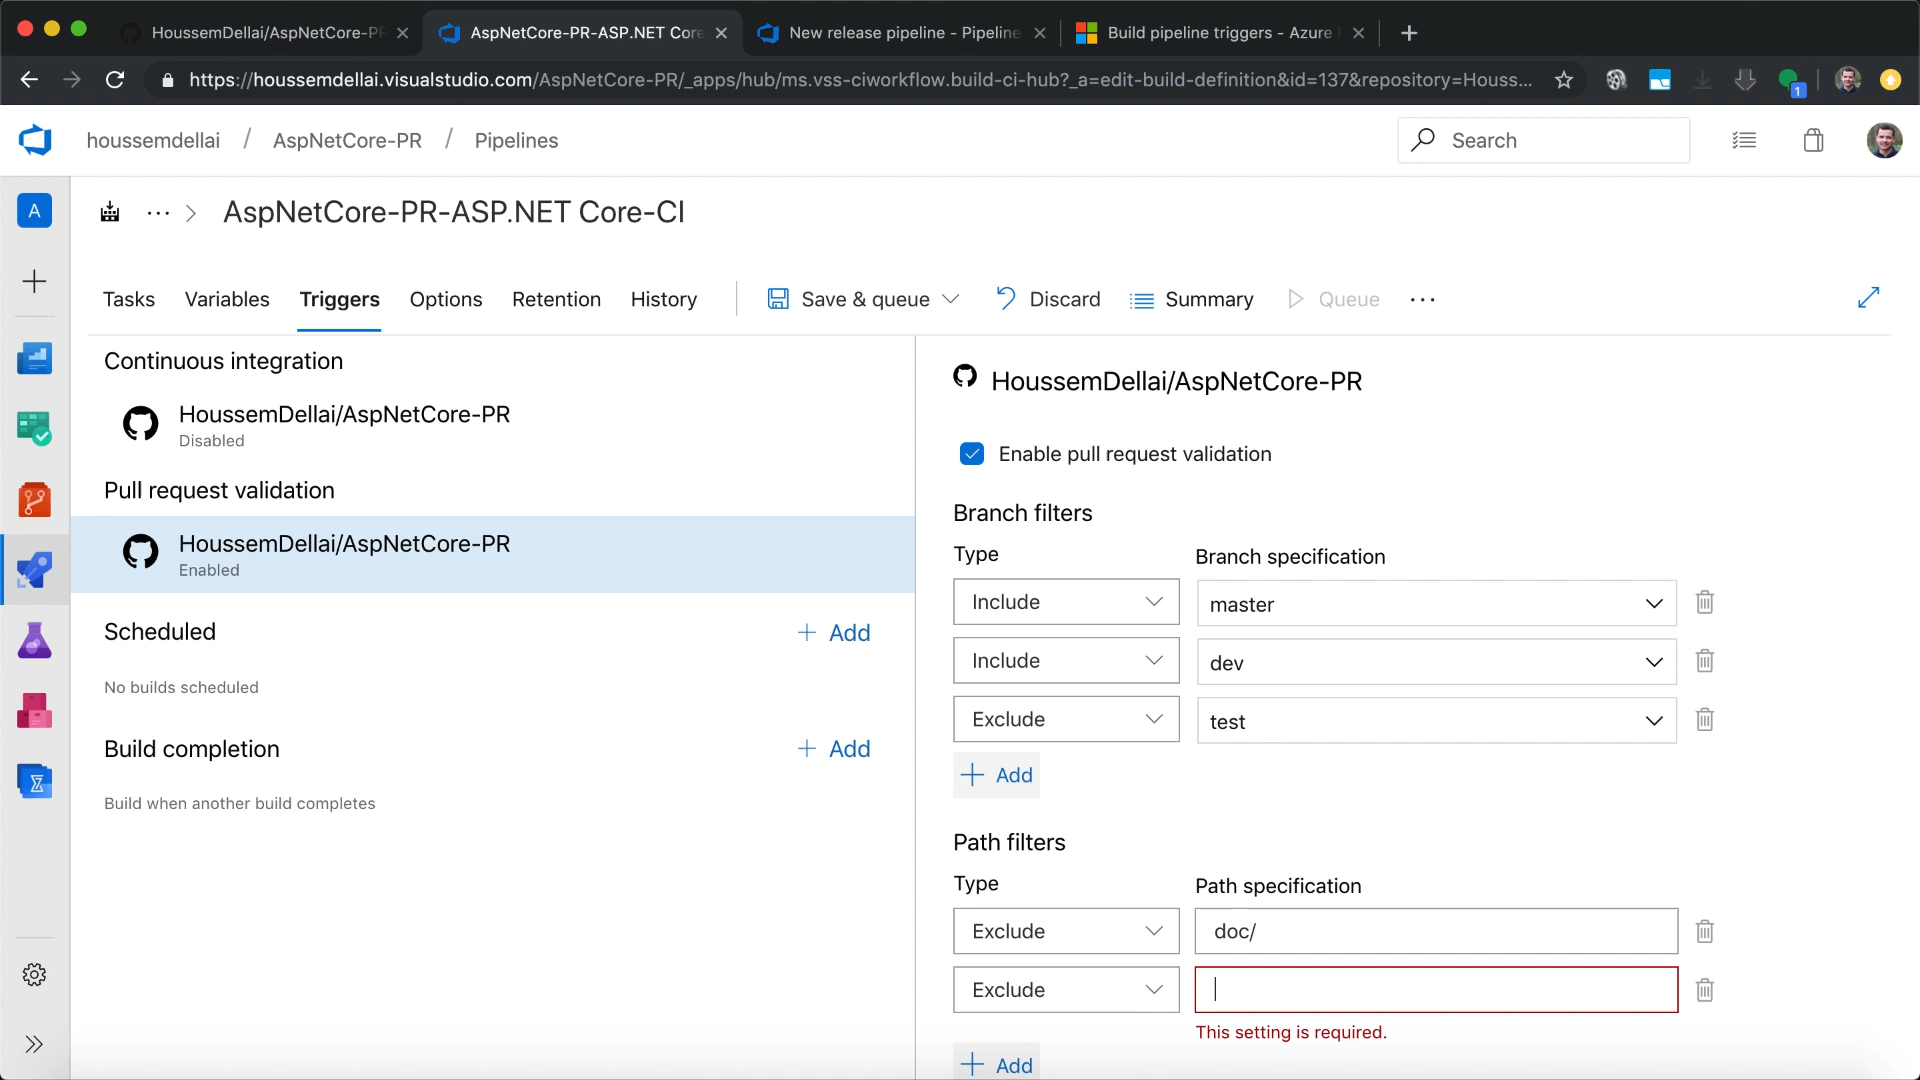 HoussemDellai/AspNetCore-PR
AspNetCore-PR-ASP.NET Core
New release pipeline - Pipeline
Build pipeline triggers - Azure
https://houssemdellai.visualstudio.com/AspNetCore-PR/_apps/hub/ms.vss-ciworkflow.build-ci-hub?_a=edit-build-definition&id=137&repository=Houss...
1
houssemdellai / AspNetCore-PR / Pipelines
Search
A
... > AspNetCore-PR-ASP.NET Core-CI
Tasks Variables Triggers Options Retention History Save & queue Discard Summary Queue ...
Continuous integration
HoussemDellai/AspNetCore-PR
Disabled
Pull request validation
HoussemDellai/AspNetCore-PR
Enabled
Scheduled
+ Add
No builds scheduled
Build completion
+ Add
Build when another build completes
HoussemDellai/AspNetCore-PR
Enable pull request validation
Branch filters
Type Branch specification
Include master
Include dev
Exclude test
+ Add
Path filters
Type Path specification
Exclude doc/
Exclude
This setting is required.
+ Add